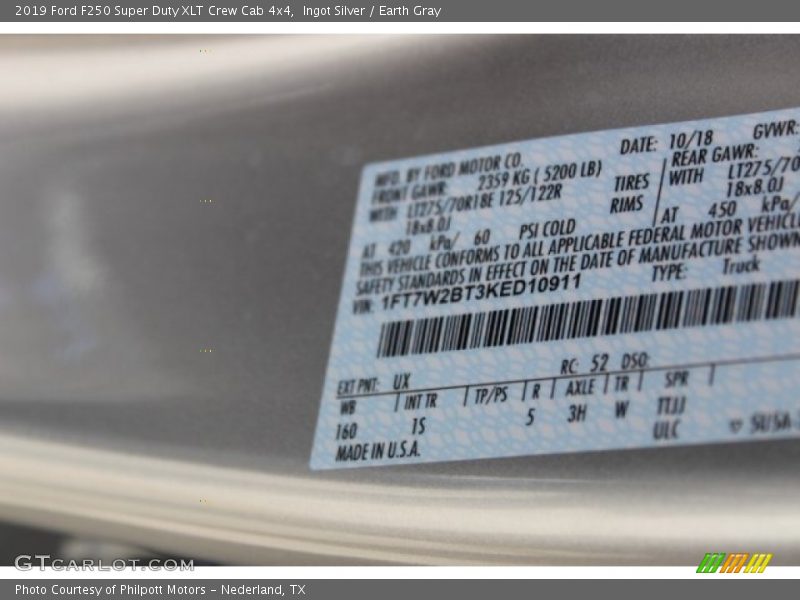 2019 Ford F250 Super Duty XLT Crew Cab 4x4, Ingot Silver / Earth Gray
MFD. BY FORD MOTOR CO. DATE: 10/18 GVWR:
FRONT GAWR: 2359 KG ( 5200 LB) REAR GAWR:
WITH LT275/70R18E 125/122R TIRES WITH LT275/70
18x8.0J RIMS 18x8.0J
AT 420 kPa/ 60 PSI COLD AT 450 kPa/
THIS VEHICLE CONFORMS TO ALL APPLICABLE FEDERAL MOTOR VEHICLE
SAFETY STANDARDS IN EFFECT ON THE DATE OF MANUFACTURE SHOWN
VIN: 1FT7W2BT3KED10911 TYPE: Truck
EXT PNT: UX RC: 52 DSO:
WB INT TR TP/PS R AXLE TR SPR
160 1S 5 3H W TTJJ
MADE IN U.S.A. ULC
GTCARLOT.COM
Photo Courtesy of Philpott Motors - Nederland, TX